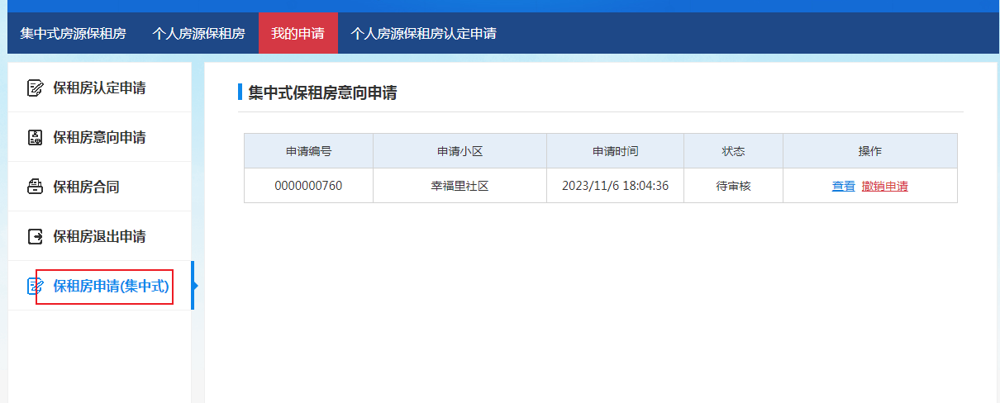 集中式房源保租房 个人房源保租房 我的申请 个人房源保租房认定申请
保租房认定申请
保租房意向申请
保租房合同
保租房退出申请
保租房申请(集中式)
集中式保租房意向申请
申请编号 申请小区 申请时间 状态 操作
0000000760 幸福里社区 2023/11/6 18:04:36 待审核 查看 撤销申请